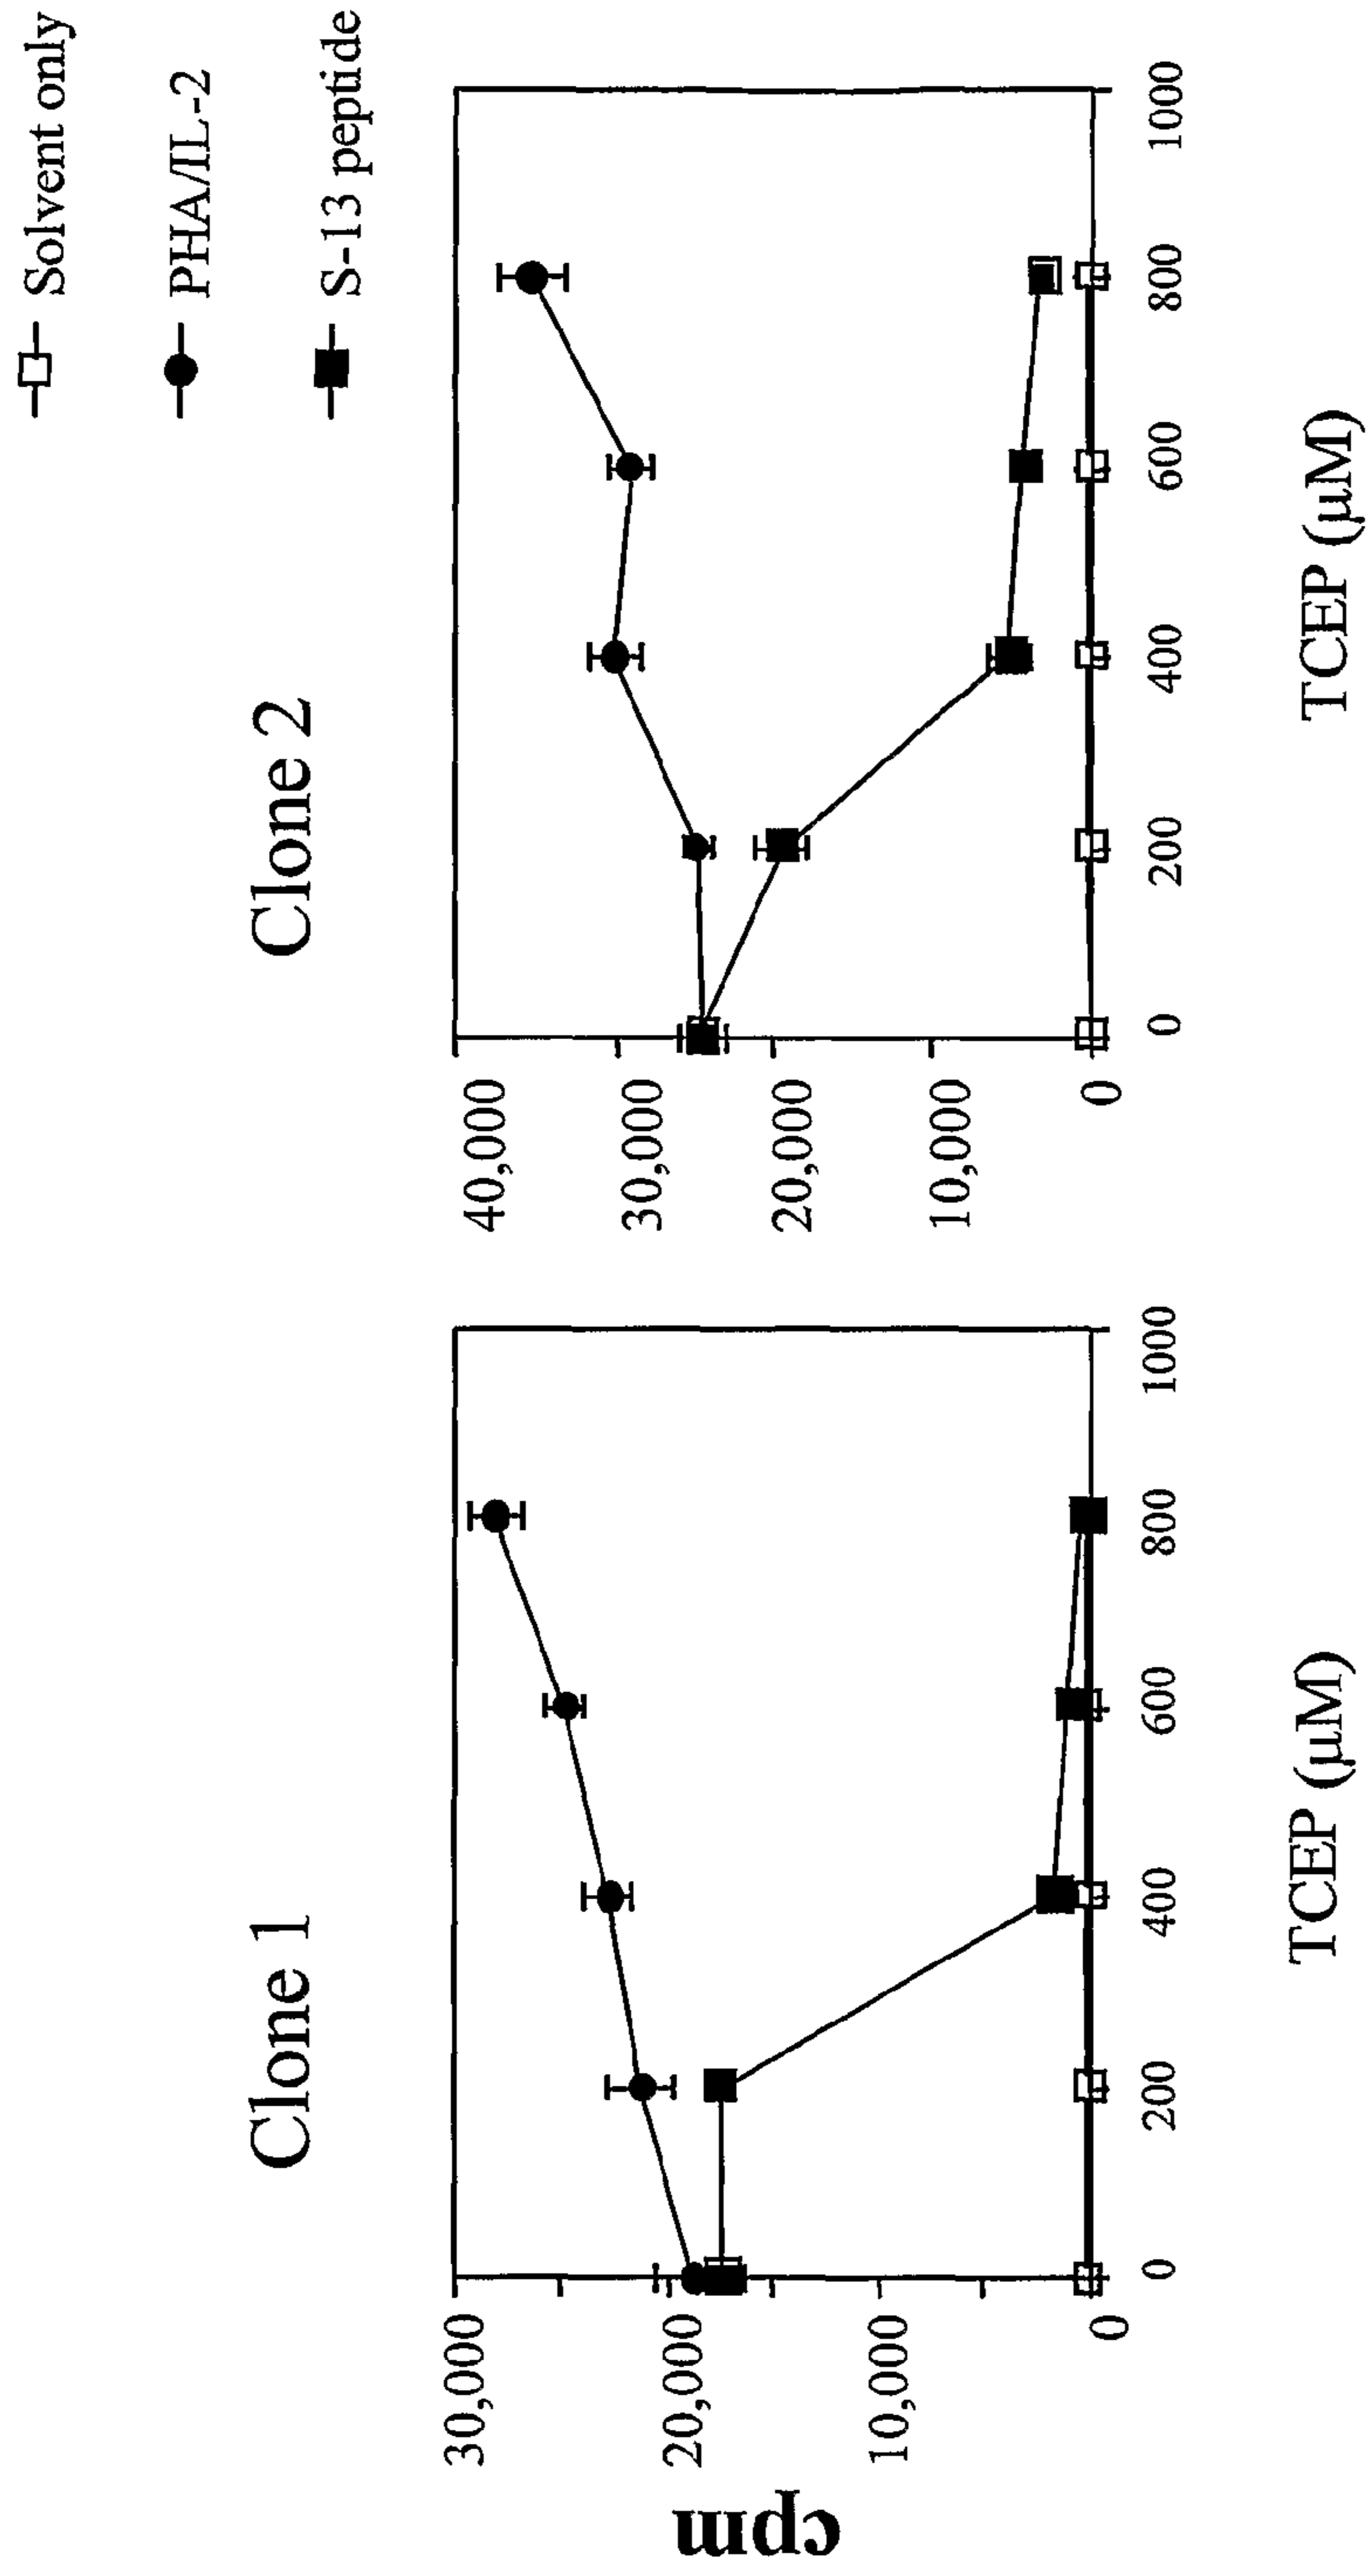 Solvent only
PHA/IL-2
S-13 peptide
Clone 1
cpm
30,000
20,000
10,000
0
0 200 400 600 800 1000
TCEP (μM)
Clone 2
40,000
30,000
20,000
10,000
0
0 200 400 600 800 1000
TCEP (μM)